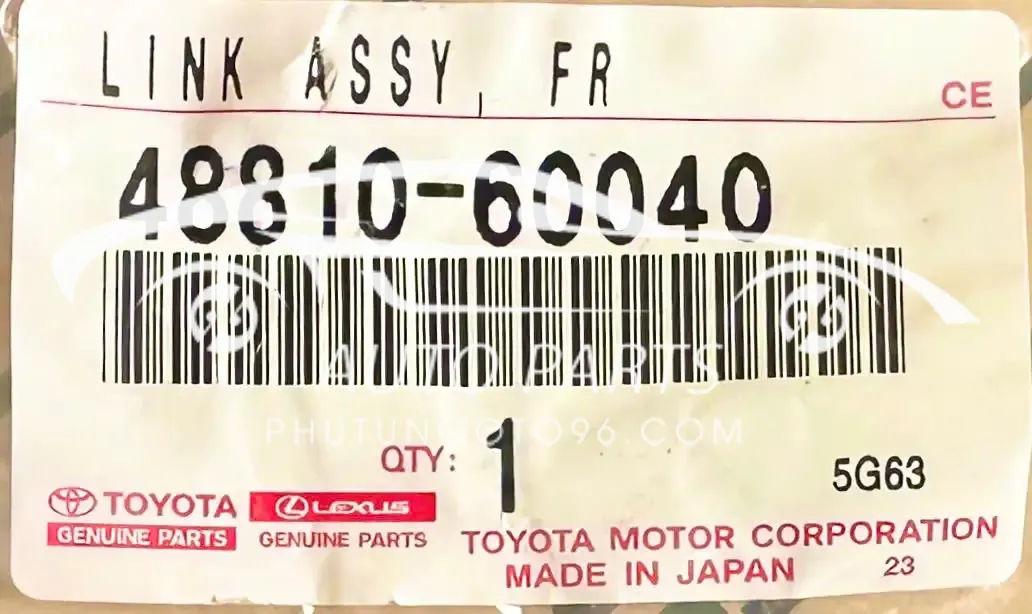 LINK ASSY, FR
CE
48810-60040
AUTO PARTS
PHUTUNGOTO96.COM
QTY: 1
5G63
TOYOTA
GENUINE PARTS
LEXUS
GENUINE PARTS
TOYOTA MOTOR CORPORATION
MADE IN JAPAN 23